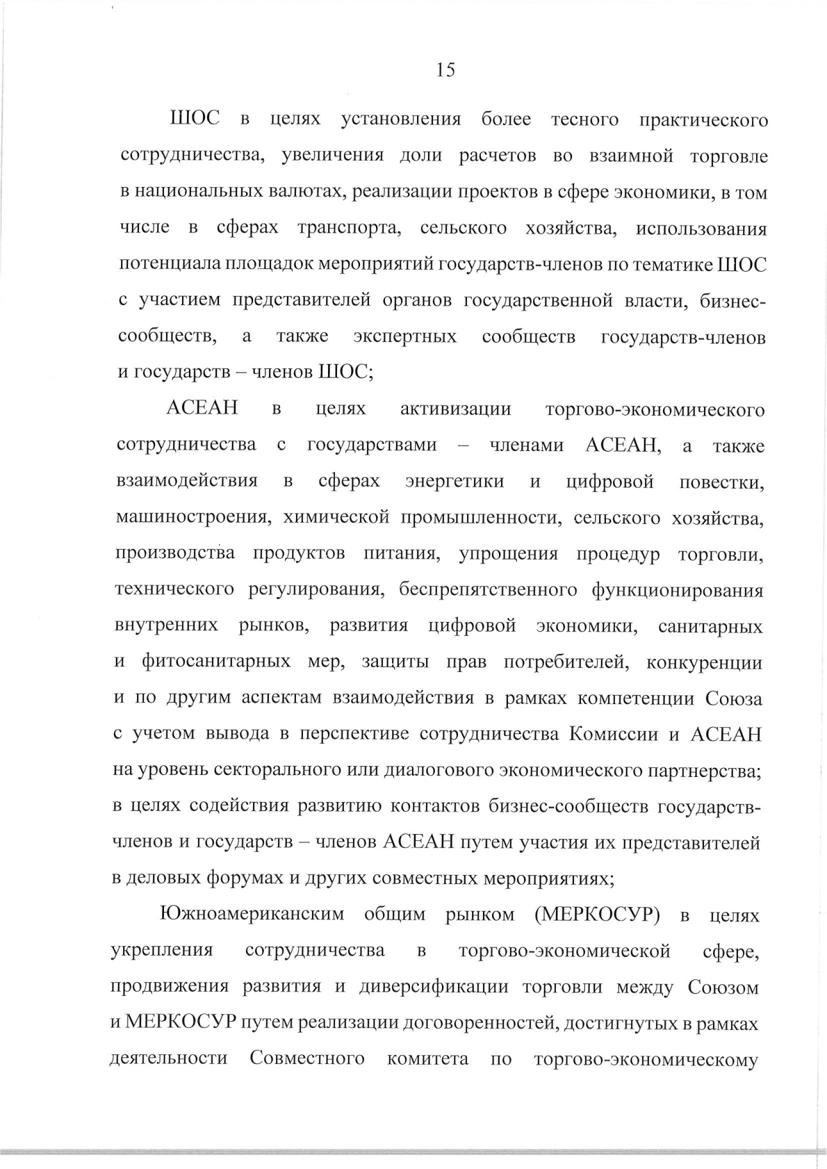 15
ШОС в целях установления более тесного практического
сотрудничества, увеличения доли расчетов во взаимной торговле
в национальных валютах, реализации проектов в сфере экономики, в том
числе в сферах транспорта, сельского хозяйства, использования
потенциала площадок мероприятий государств-членов по тематике ШОС
с участием представителей органов государственной власти, бизнес-
сообществ, а также экспертных сообществ государств-членов
и государств – членов ШОС;
АСЕАН в целях активизации торгово-экономического
сотрудничества с государствами – членами АСЕАН, а также
взаимодействия в сферах энергетики и цифровой повестки,
машиностроения, химической промышленности, сельского хозяйства,
производства продуктов питания, упрощения процедур торговли,
технического регулирования, беспрепятственного функционирования
внутренних рынков, развития цифровой экономики, санитарных
и фитосанитарных мер, защиты прав потребителей, конкуренции
и по другим аспектам взаимодействия в рамках компетенции Союза
с учетом вывода в перспективе сотрудничества Комиссии и АСЕАН
на уровень секторального или диалогового экономического партнерства;
в целях содействия развитию контактов бизнес-сообществ государств-
членов и государств – членов АСЕАН путем участия их представителей
в деловых форумах и других совместных мероприятиях;
Южноамериканским общим рынком (МЕРКОСУР) в целях
укрепления сотрудничества в торгово-экономической сфере,
продвижения развития и диверсификации торговли между Союзом
и МЕРКОСУР путем реализации договоренностей, достигнутых в рамках
деятельности Совместного комитета по торгово-экономическому